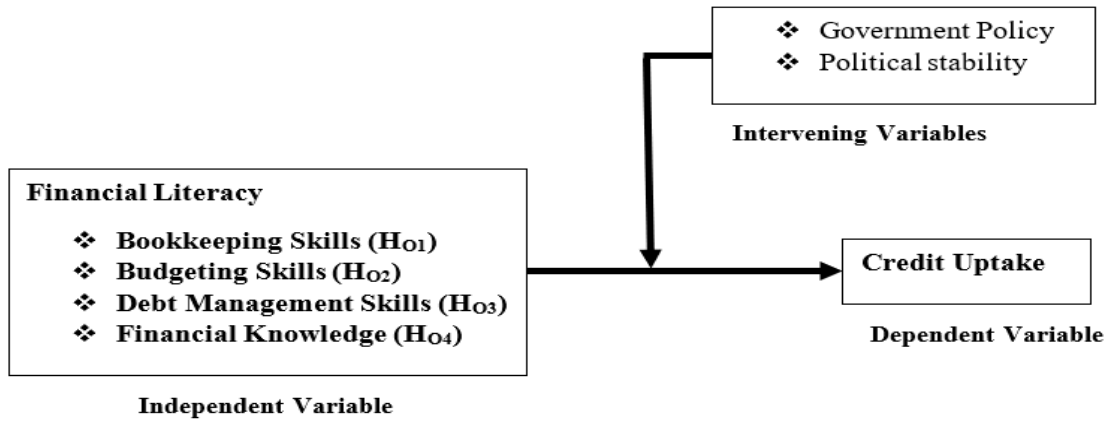 ❖ Government Policy
❖ Political stability
Intervening Variables
Financial Literacy
❖ Bookkeeping Skills (HO1)
❖ Budgeting Skills (HO2)
❖ Debt Management Skills (HO3)
❖ Financial Knowledge (HO4)
Independent Variable
Credit Uptake
Dependent Variable